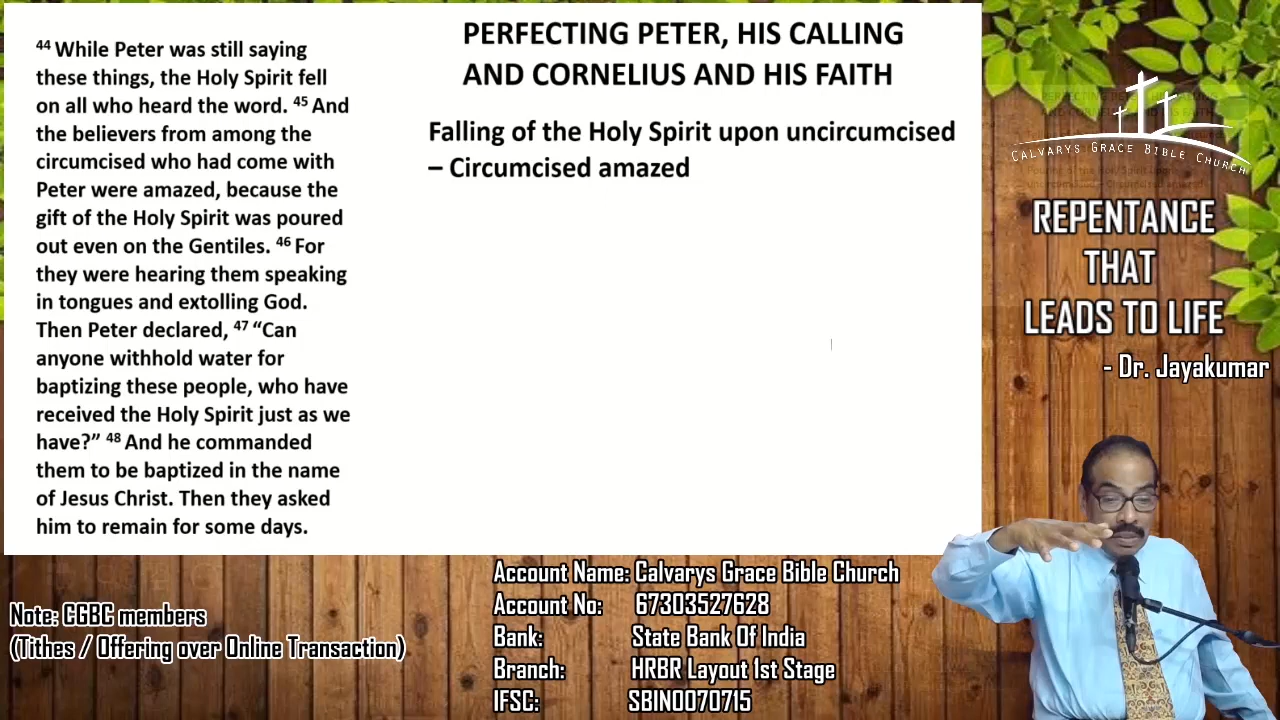 44 While Peter was still saying
these things, the Holy Spirit fell
on all who heard the word. 45 And
the believers from among the
circumcised who had come with
Peter were amazed, because the
gift of the Holy Spirit was poured
out even on the Gentiles. 46 For
they were hearing them speaking
in tongues and extolling God.
Then Peter declared, 47 “Can
anyone withhold water for
baptizing these people, who have
received the Holy Spirit just as we
have?” 48 And he commanded
them to be baptized in the name
of Jesus Christ. Then they asked
him to remain for some days.
PERFECTING PETER, HIS CALLING
AND CORNELIUS AND HIS FAITH
Falling of the Holy Spirit upon uncircumcised
– Circumcised amazed
CALVARYS GRACE BIBLE CHURCH
REPENTANCE
THAT
LEADS TO LIFE
- Dr. Jayakumar
Note: CGBC members
(Tithes / Offering over Online Transaction)
Account Name: Calvarys Grace Bible Church
Account No: 67303527628
Bank: State Bank Of India
Branch: HRBR Layout 1st Stage
IFSC: SBIN0070715